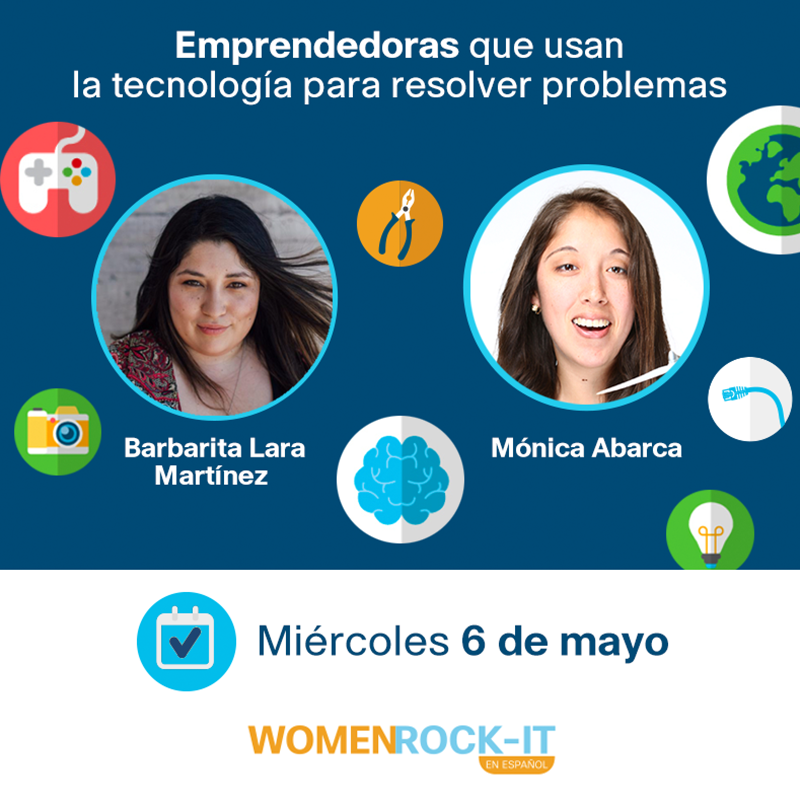 Emprendedoras que usan
la tecnología para resolver problemas
Barbarita Lara
Martínez
Mónica Abarca
Miércoles 6 de mayo
WOMENROCK-IT
EN ESPAÑOL